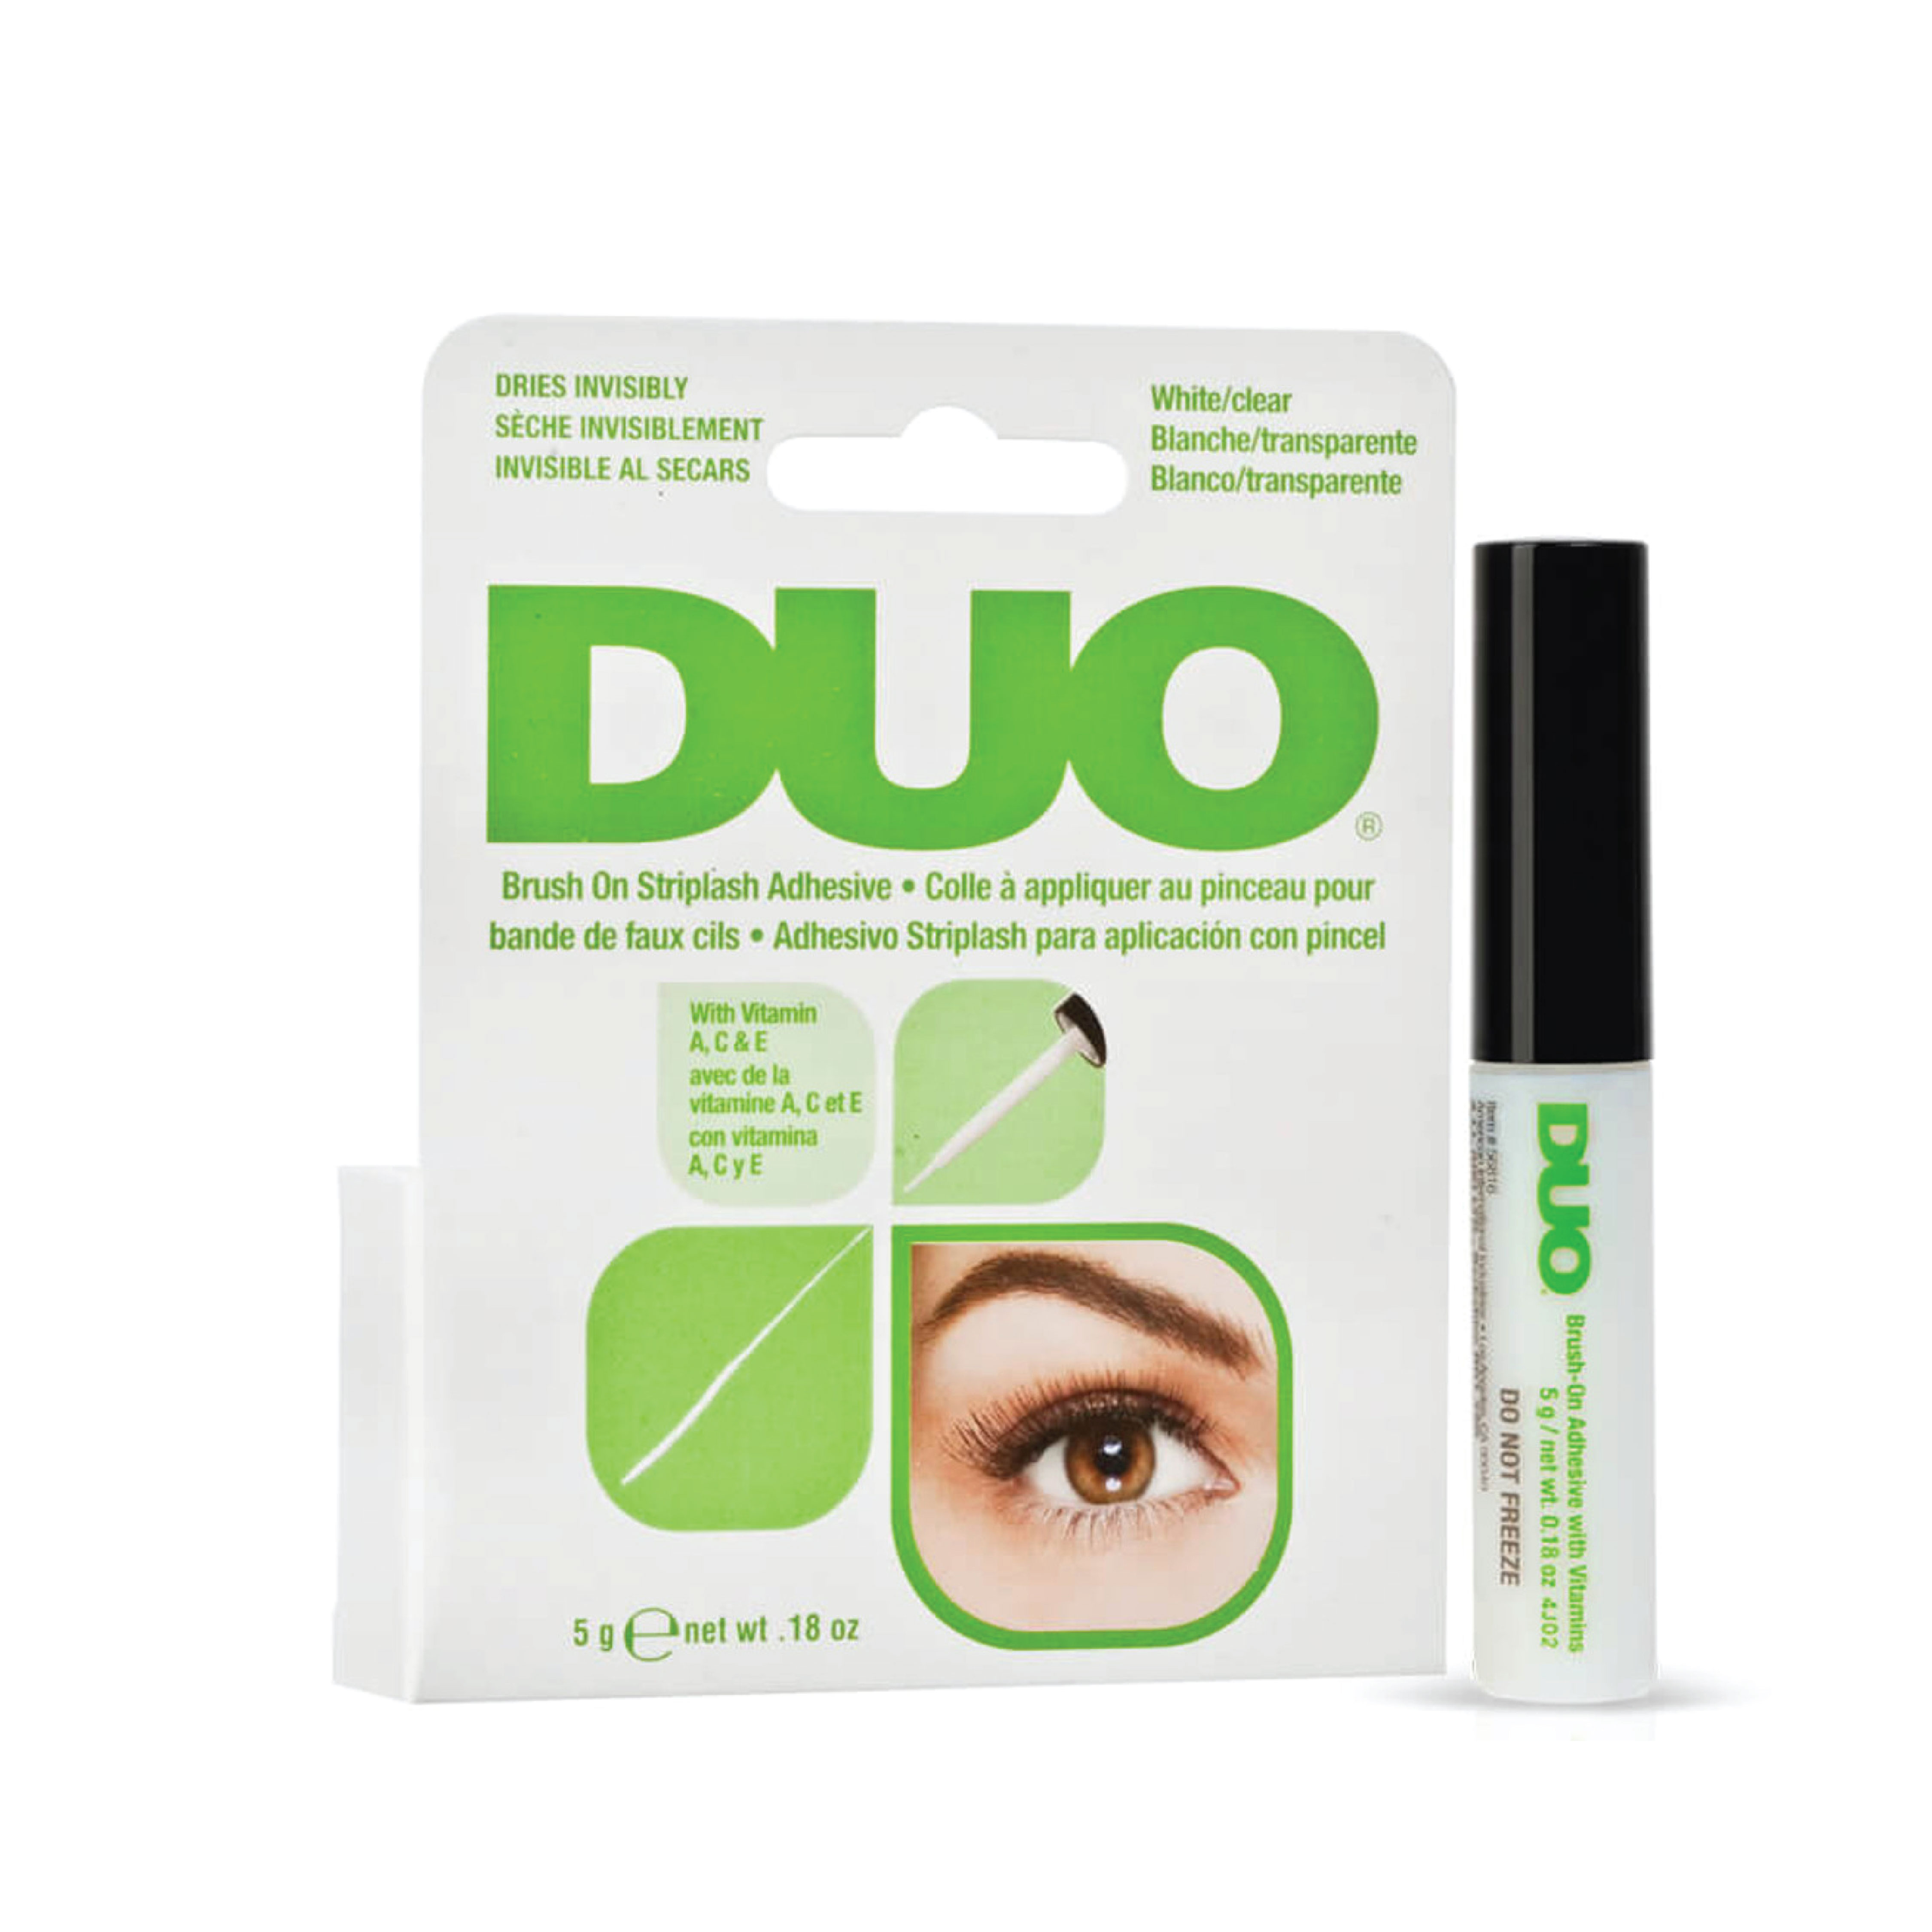 DRIES INVISIBLY
SÈCHE INVISIBLEMENT
INVISIBLE AL SECARS
White/clear
Blanche/transparente
Blanco/transparente
DUO®
Brush On Striplash Adhesive • Colle à appliquer au pinceau pour
bande de faux cils • Adhesivo Striplash para aplicación con pincel
With Vitamin
A, C & E
avec de la
vitamine A, C et E
con vitamina
A, C y E
5 g ℮ net wt .18 oz
DUO
Brush-On Adhesive with Vitamins
5 g / net wt. 0.18 oz 4J02
DO NOT FREEZE
Item #